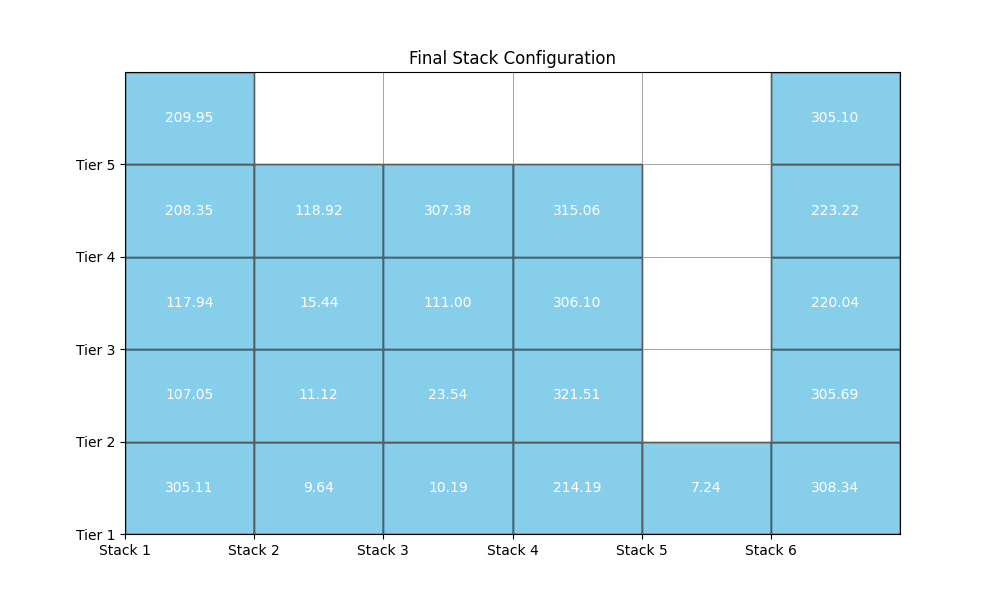 Final Stack Configuration
209.95 305.10
Tier 5
208.35 118.92 307.38 315.06 223.22
Tier 4
117.94 15.44 111.00 306.10 220.04
Tier 3
107.05 11.12 23.54 321.51 305.69
Tier 2
305.11 9.64 10.19 214.19 7.24 308.34
Tier 1
Stack 1 Stack 2 Stack 3 Stack 4 Stack 5 Stack 6